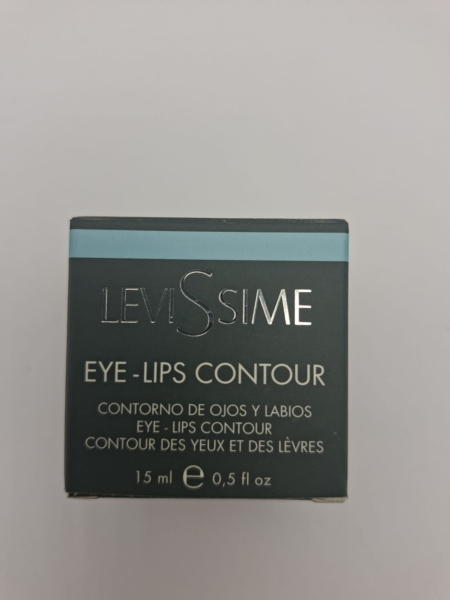 LEVISSIME
EYE-LIPS CONTOUR
CONTORNO DE OJOS Y LABIOS
EYE - LIPS CONTOUR
CONTOUR DES YEUX ET DES LÈVRES
15 ml ℮ 0,5 fl oz